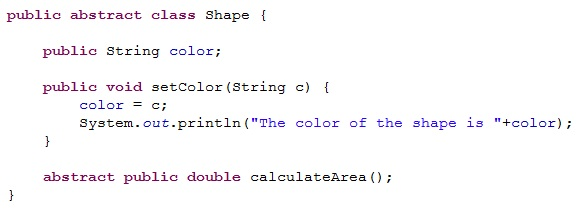 public abstract class Shape {
public String color;
public void setColor(String c) {
color = c;
System.out.println("The color of the shape is "+color);
}
abstract public double calculateArea();
}